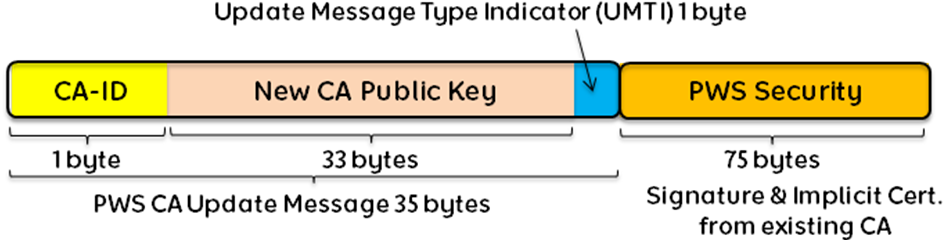 Update Message Type Indicator (UMTI) 1 byte
CA-ID New CA Public Key PWS Security
1 byte 33 bytes 75 bytes
PWS CA Update Message 35 bytes
Signature & Implicit Cert.
from existing CA